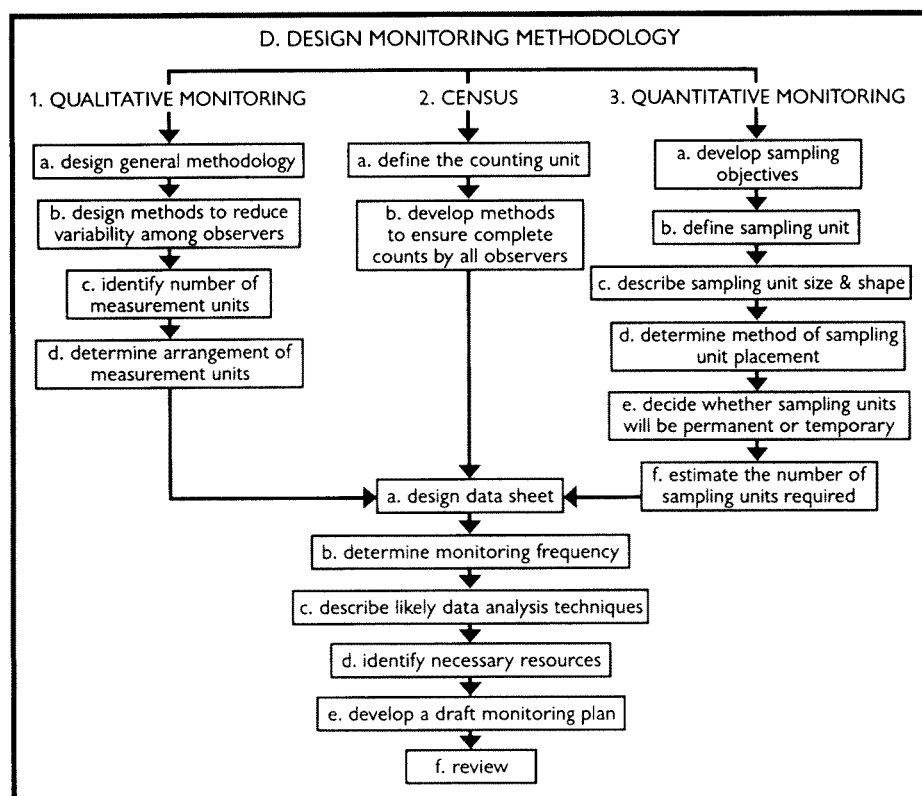 D. DESIGN MONITORING METHODOLOGY
1. QUALITATIVE MONITORING
a. design general methodology
b. design methods to reduce
variability among observers
c. identify number of
measurement units
d. determine arrangement of
measurement units
2. CENSUS
a. define the counting unit
b. develop methods
to ensure complete
counts by all observers
3. QUANTITATIVE MONITORING
a. develop sampling
objectives
b. define sampling unit
c. describe sampling unit size & shape
d. determine method of sampling
unit placement
e. decide whether sampling units
will be permanent or temporary
f. estimate the number of
sampling units required
a. design data sheet
b. determine monitoring frequency
c. describe likely data analysis techniques
d. identify necessary resources
e. develop a draft monitoring plan
f. review